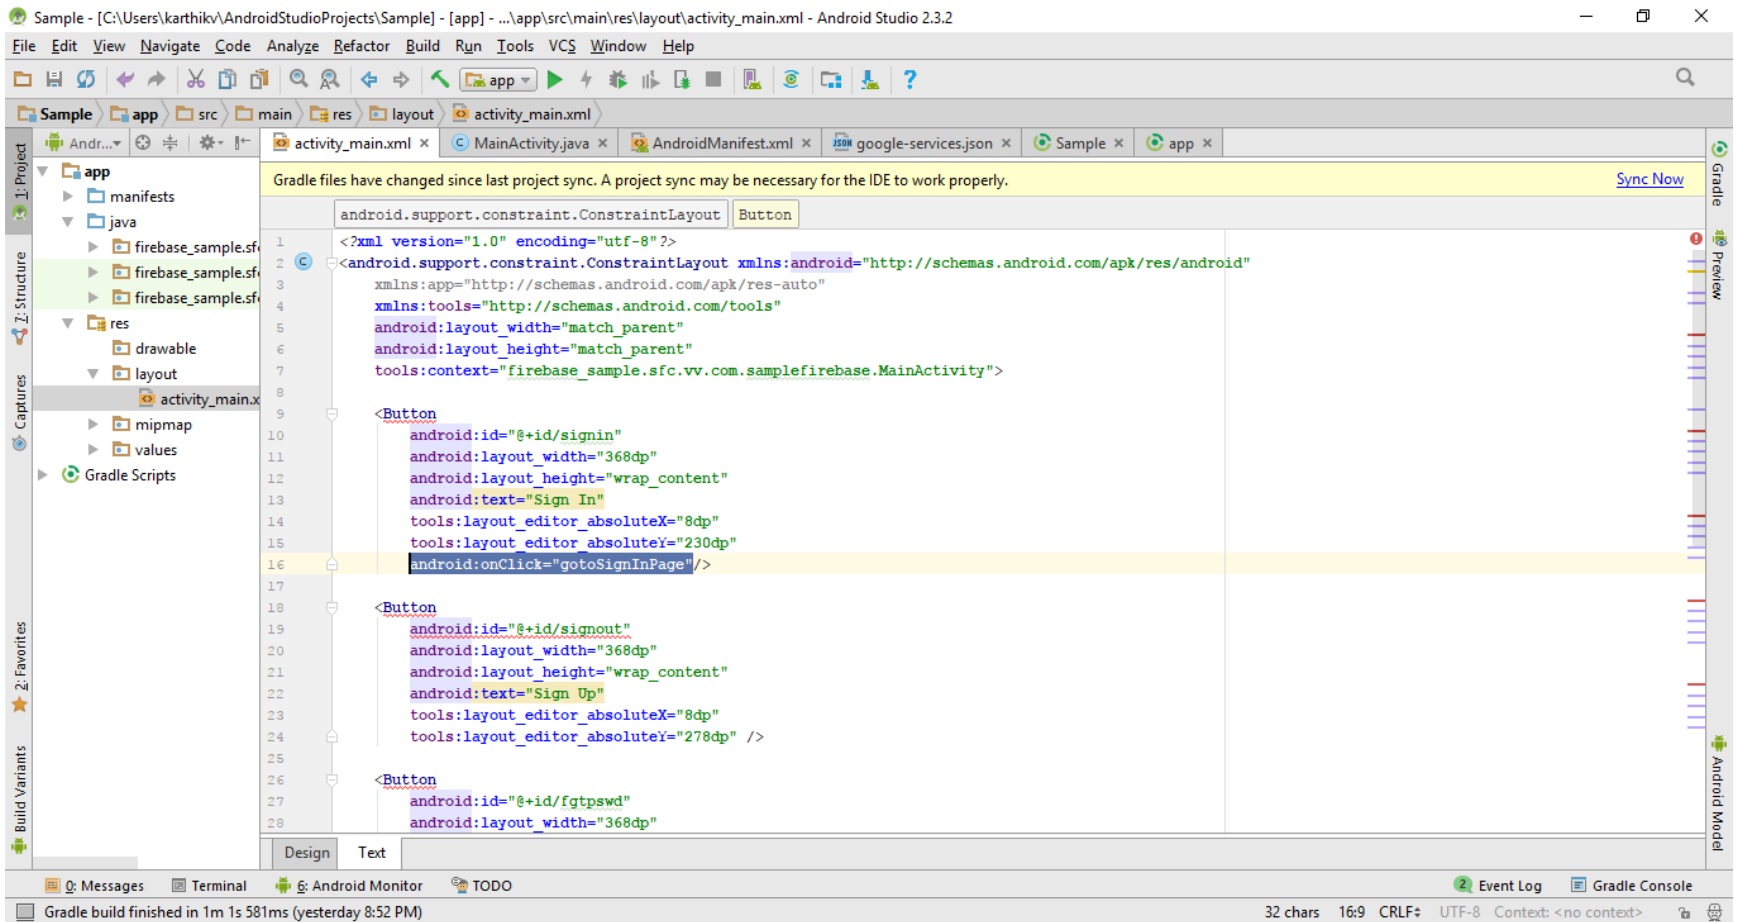 Sample - [C:\Users\karthikv\AndroidStudioProjects\Sample] - [app] - ...\app\src\main\res\layout\activity_main.xml - Android Studio 2.3.2
File Edit View Navigate Code Analyze Refactor Build Run Tools VCS Window Help
app
Sample app src main res layout activity_main.xml
Andr... activity_main.xml MainActivity.java AndroidManifest.xml google-services.json Sample app
1: Project
7: Structure
Captures
2: Favorites
Build Variants
app
manifests
java
firebase_sample.sf
firebase_sample.sf
firebase_sample.sf
res
drawable
layout
activity_main.x
mipmap
values
Gradle Scripts
Gradle files have changed since last project sync. A project sync may be necessary for the IDE to work properly. Sync Now
android.support.constraint.ConstraintLayout Button
1 <?xml version="1.0" encoding="utf-8"?>
2 <android.support.constraint.ConstraintLayout xmlns:android="http://schemas.android.com/apk/res/android"
3 xmlns:app="http://schemas.android.com/apk/res-auto"
4 xmlns:tools="http://schemas.android.com/tools"
5 android:layout_width="match_parent"
6 android:layout_height="match_parent"
7 tools:context="firebase_sample.sfc.vv.com.samplefirebase.MainActivity">
8
9 <Button
10 android:id="@+id/signin"
11 android:layout_width="368dp"
12 android:layout_height="wrap_content"
13 android:text="Sign In"
14 tools:layout_editor_absoluteX="8dp"
15 tools:layout_editor_absoluteY="230dp"
16 android:onClick="gotoSignInPage"/>
17
18 <Button
19 android:id="@+id/signout"
20 android:layout_width="368dp"
21 android:layout_height="wrap_content"
22 android:text="Sign Up"
23 tools:layout_editor_absoluteX="8dp"
24 tools:layout_editor_absoluteY="278dp" />
25
26 <Button
27 android:id="@+id/fgtpswd"
28 android:layout_width="368dp"
Gradle
Preview
Android Model
Design Text
0: Messages Terminal 6: Android Monitor TODO 2 Event Log Gradle Console
Gradle build finished in 1m 1s 581ms (yesterday 8:52 PM) 32 chars 16:9 CRLF UTF-8 Context: <no context>